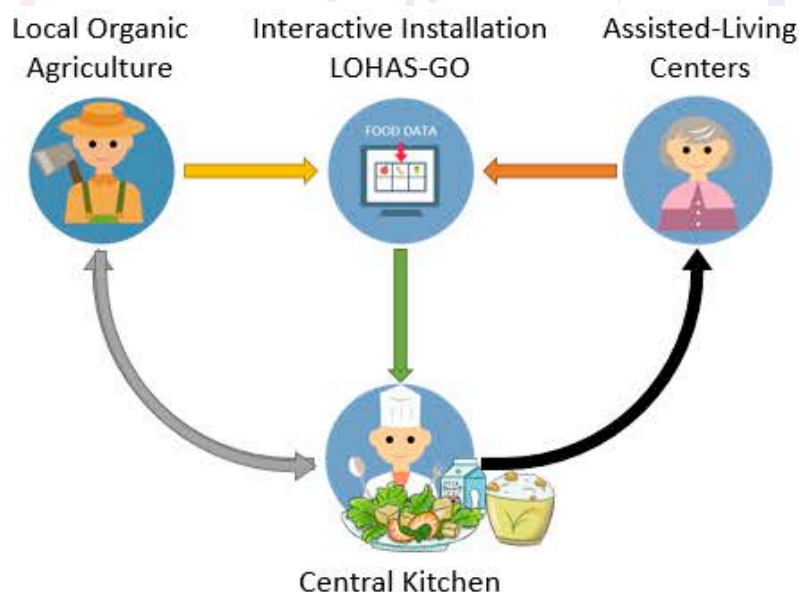 Local Organic
Agriculture
Interactive Installation
LOHAS-GO
Assisted-Living
Centers
FOOD DATA
Central Kitchen